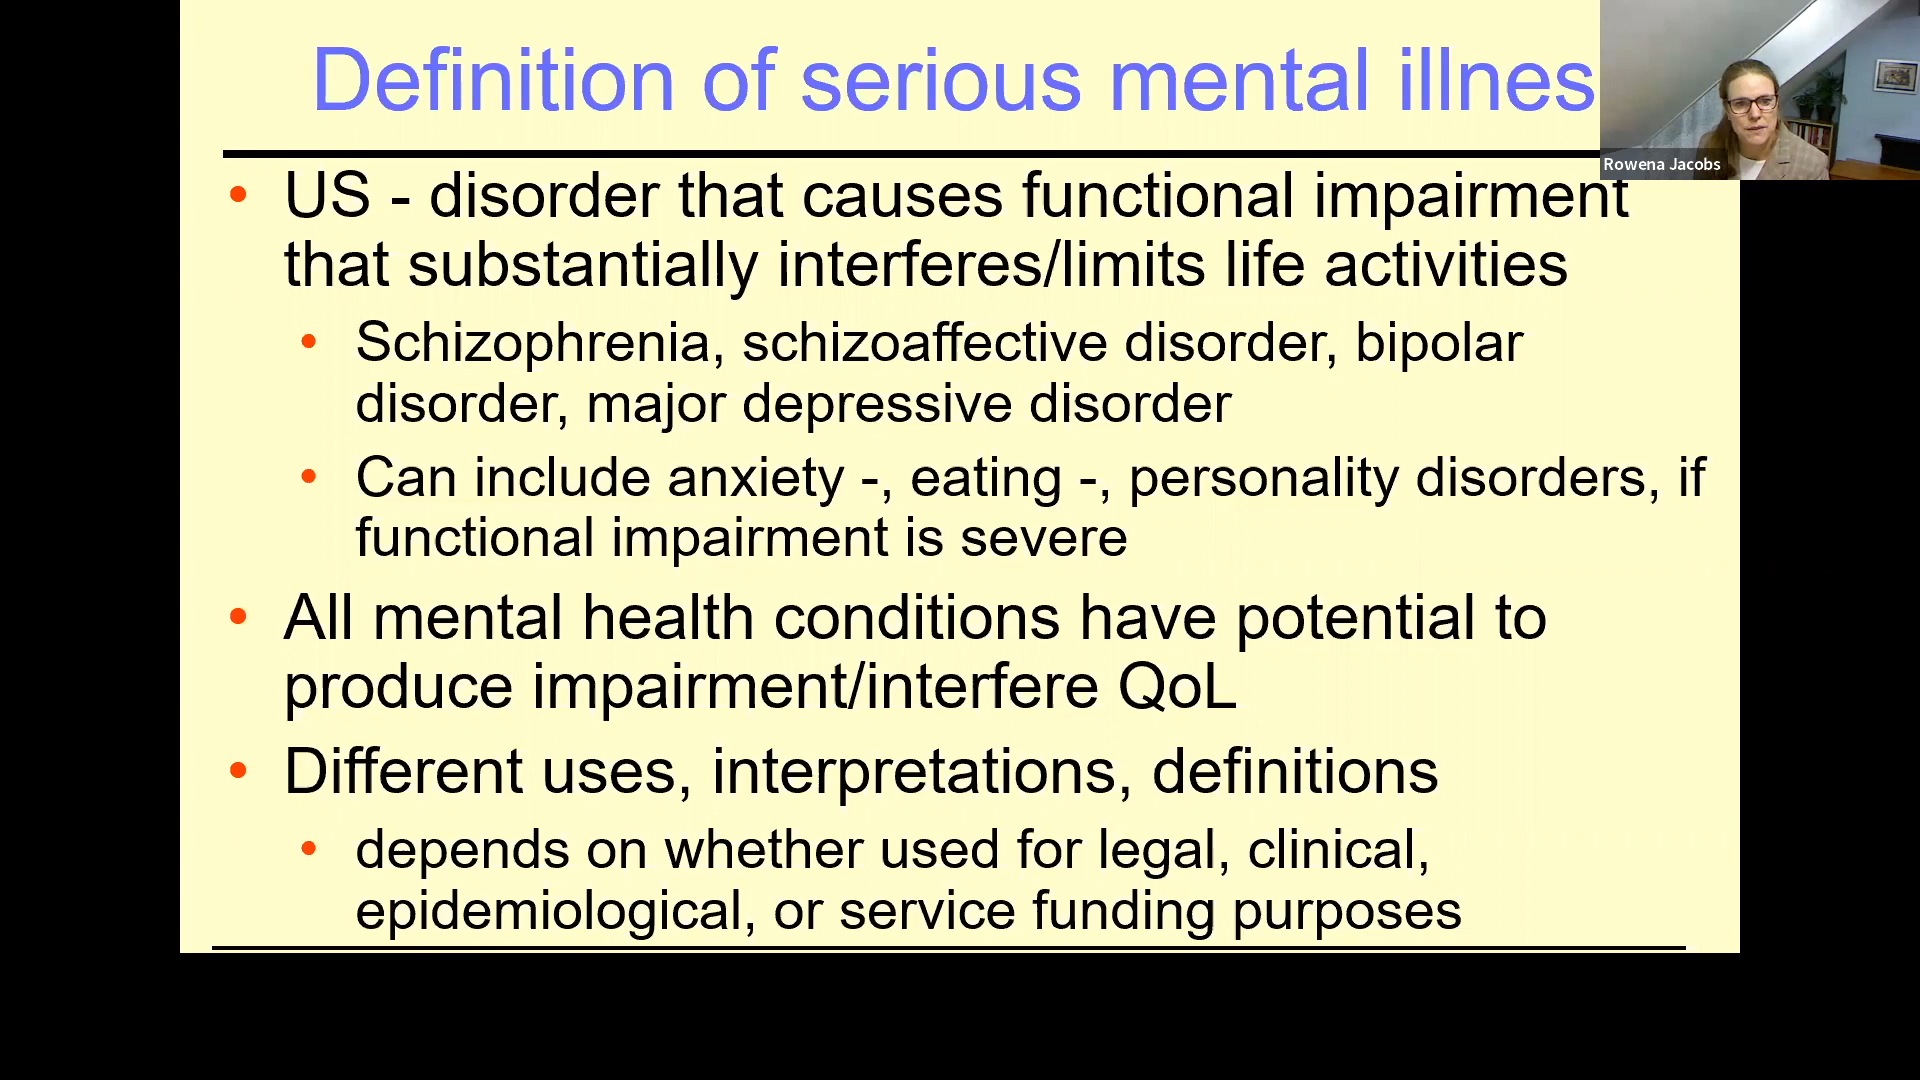 Definition of serious mental illnes
Rowena Jacobs
• US - disorder that causes functional impairment
that substantially interferes/limits life activities
• Schizophrenia, schizoaffective disorder, bipolar
disorder, major depressive disorder
• Can include anxiety -, eating -, personality disorders, if
functional impairment is severe
• All mental health conditions have potential to
produce impairment/interfere QoL
• Different uses, interpretations, definitions
• depends on whether used for legal, clinical,
epidemiological, or service funding purposes